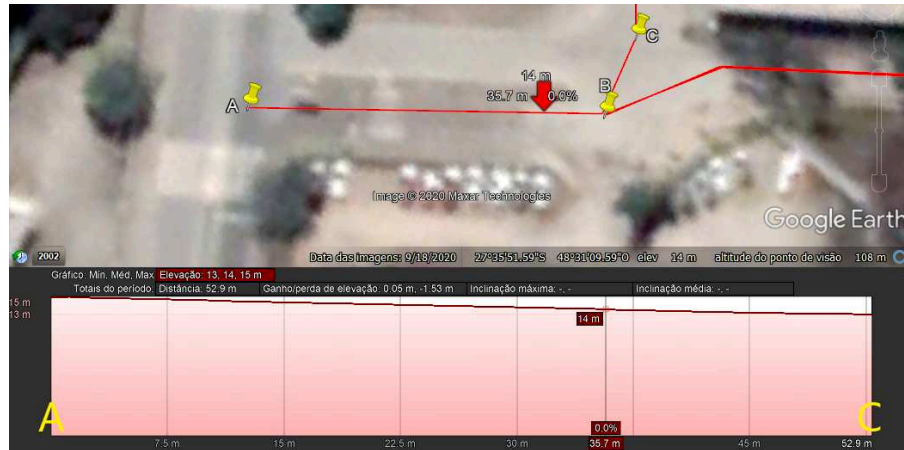 C
14 m
B
35.7 m
0.0%
A
Image © 2020 Maxar Technologies
Google Earth
2002
Data das imagens: 9/18/2020 27°35'51.59"S 48°31'09.59"O elev 14 m altitude do ponto de visão 108 m
Gráfico: Mín, Méd, Max Elevação: 13, 14, 15 m
Totais do período: Distância: 52.9 m Ganho/perda de elevação: 0.05 m, -1.53 m Inclinação máxima: -, - Inclinação média: -, -
15 m
13 m
14 m
A
C
0.0%
7.5 m 15 m 22.5 m 30 m 35.7 m 45 m 52.9 m